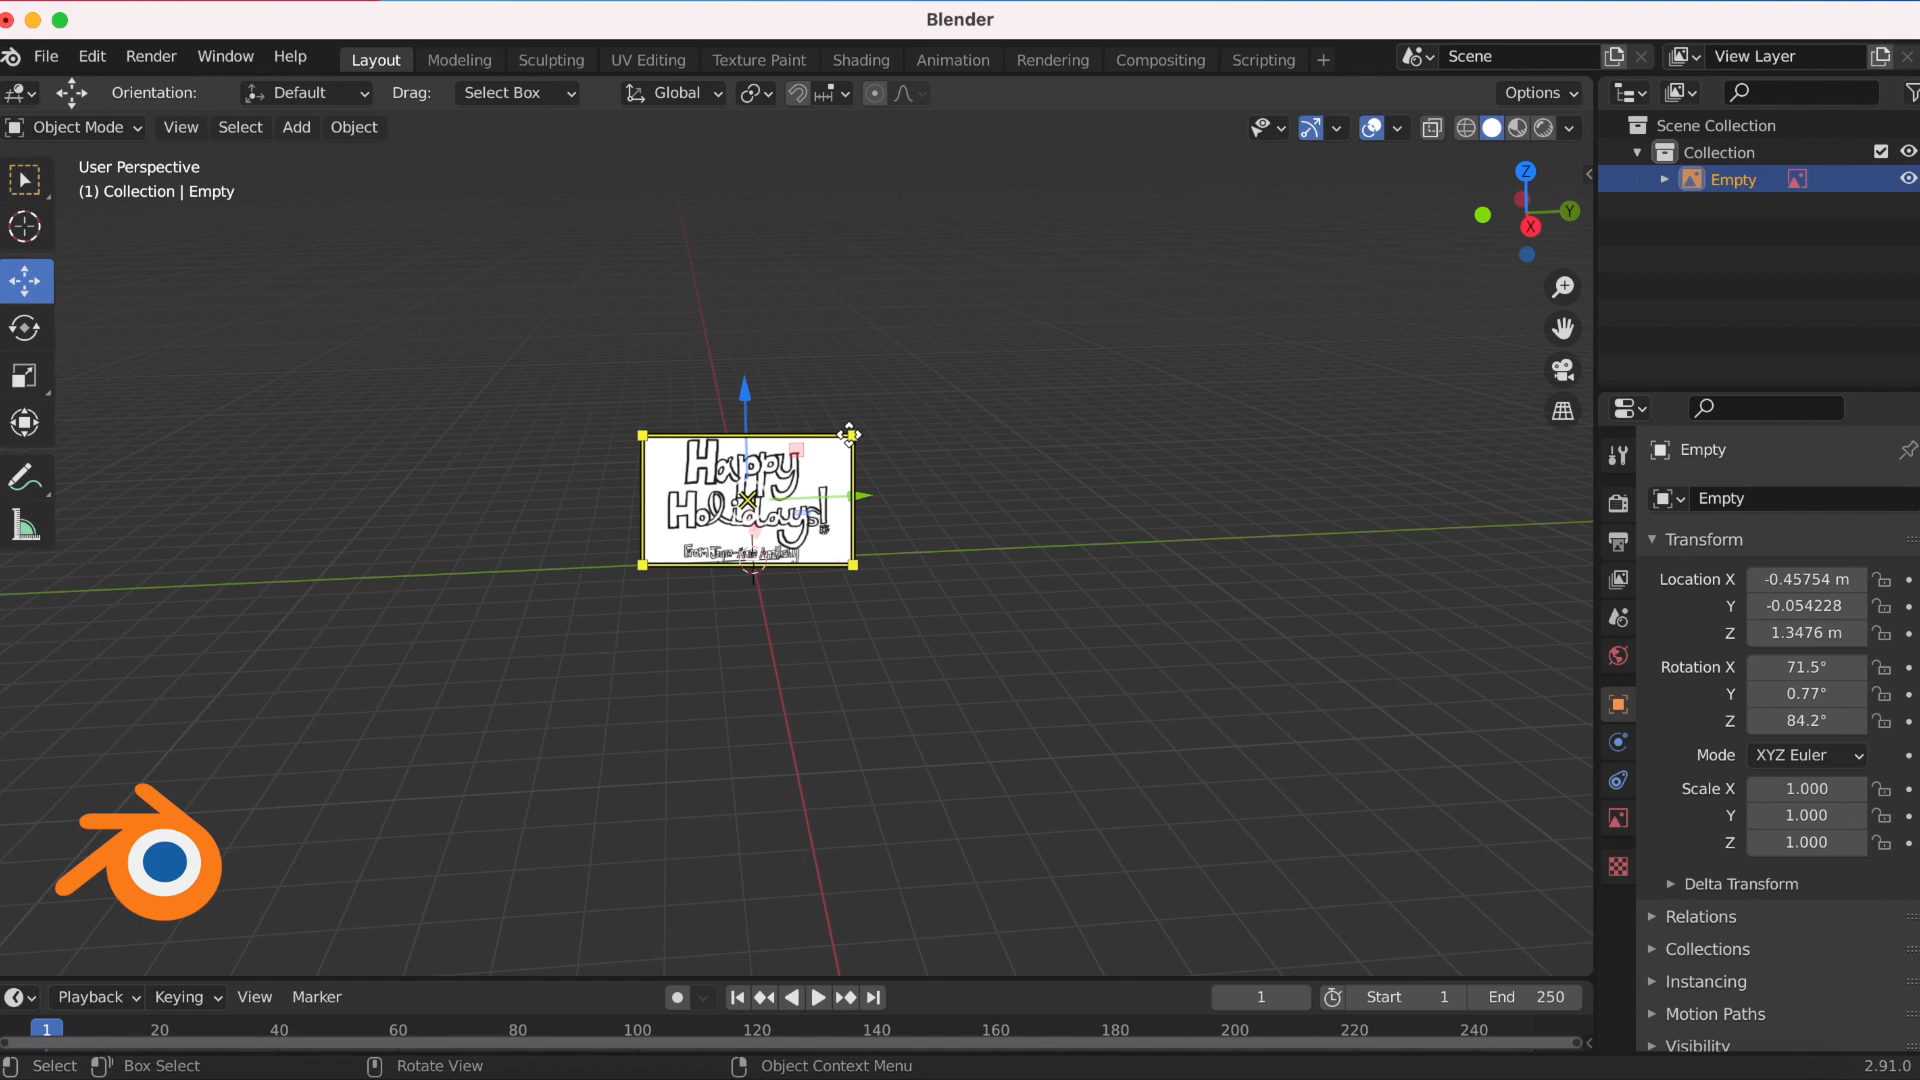 Blender
File Edit Render Window Help Layout Modeling Sculpting UV Editing Texture Paint Shading Animation Rendering Compositing Scripting + Scene View Layer
Orientation: Default Drag: Select Box Global Options
Object Mode View Select Add Object
User Perspective
(1) Collection | Empty
Z
Y
X
Scene Collection
Collection
Empty
Happy
Holidays!
Empty
Empty
Transform
Location X -0.45754 m
Y -0.054228
Z 1.3476 m
Rotation X 71.5°
Y 0.77°
Z 84.2°
Mode XYZ Euler
Scale X 1.000
Y 1.000
Z 1.000
Delta Transform
Relations
Collections
Instancing
Motion Paths
Visibility
Playback Keying View Marker 1 Start 1 End 250
1 20 40 60 80 100 120 140 160 180 200 220 240
Select Box Select Rotate View Object Context Menu 2.91.0